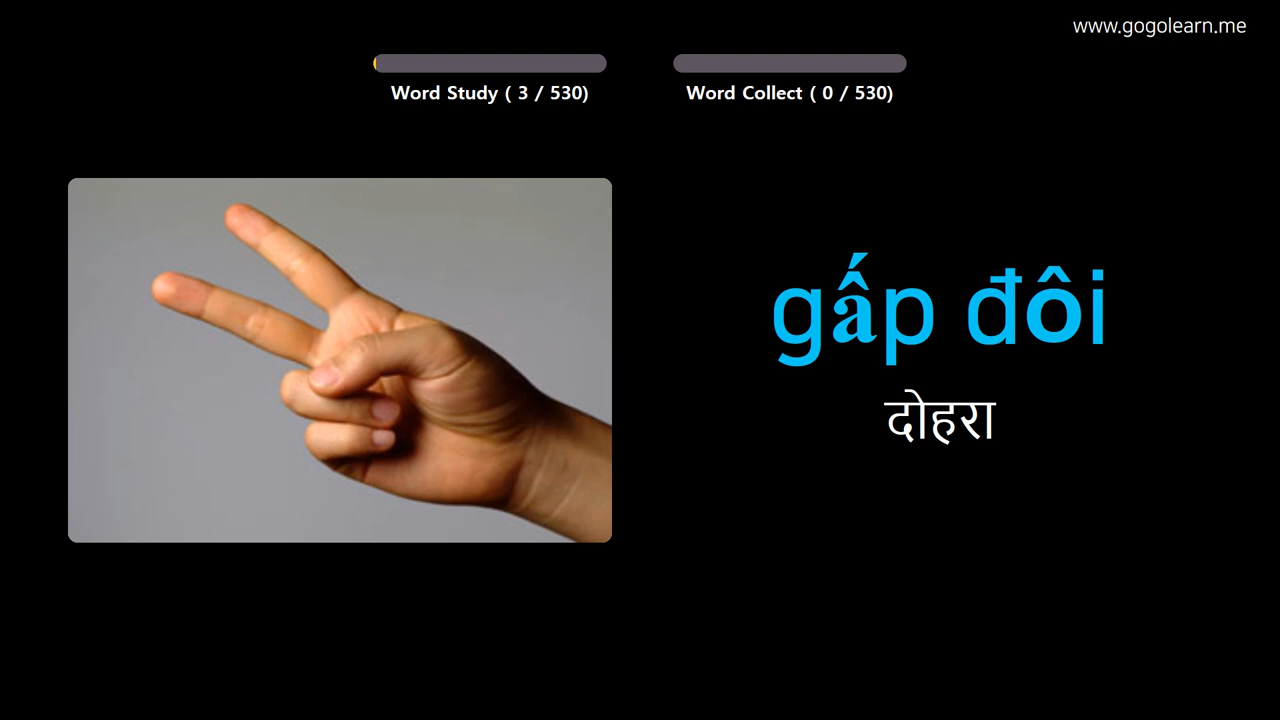 www.gogolearn.me
Word Study ( 3 / 530)
Word Collect ( 0 / 530)
gấp đôi
दोहरा